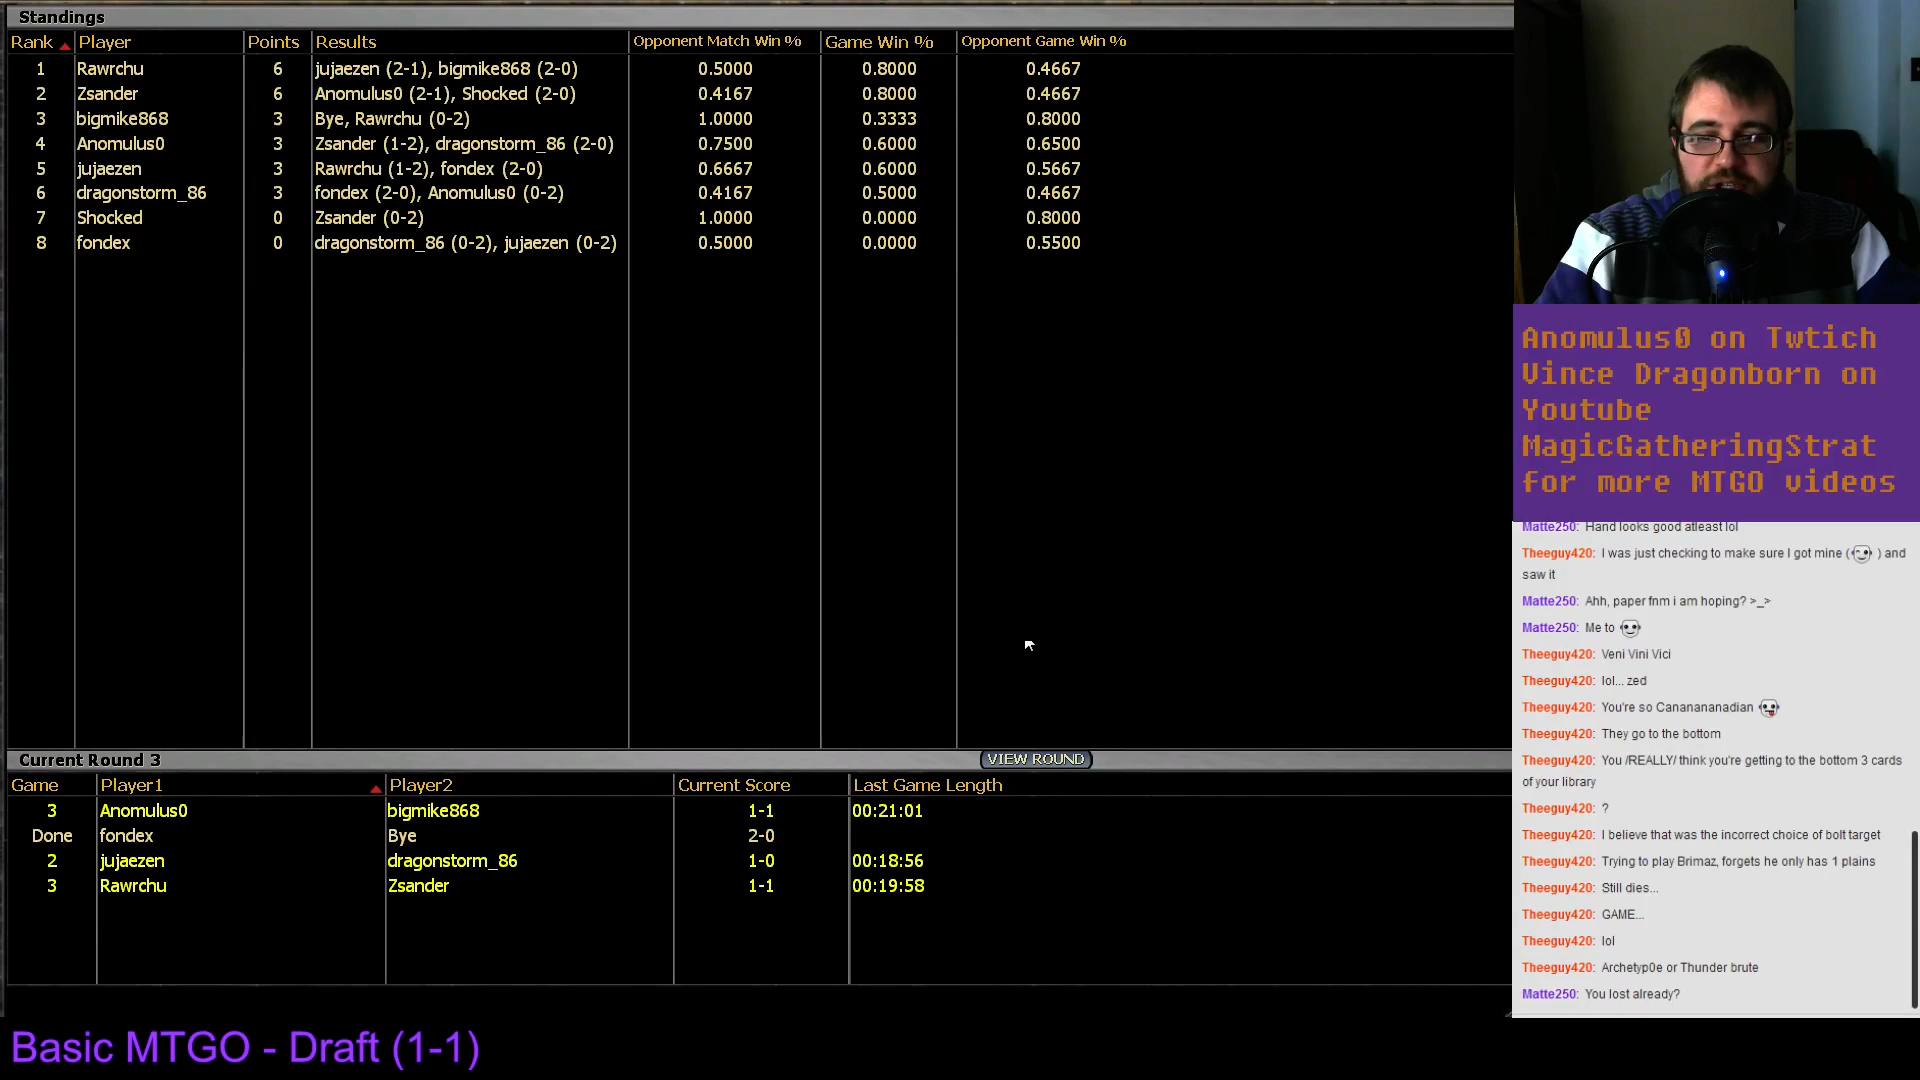 Standings
Rank Player Points Results Opponent Match Win % Game Win % Opponent Game Win %
1 Rawrchu 6 jujaezen (2-1), bigmike868 (2-0) 0.5000 0.8000 0.4667
2 Zsander 6 Anomulus0 (2-1), Shocked (2-0) 0.4167 0.8000 0.4667
3 bigmike868 3 Bye, Rawrchu (0-2) 1.0000 0.3333 0.8000
4 Anomulus0 3 Zsander (1-2), dragonstorm_86 (2-0) 0.7500 0.6000 0.6500
5 jujaezen 3 Rawrchu (1-2), fondex (2-0) 0.6667 0.6000 0.5667
6 dragonstorm_86 3 fondex (2-0), Anomulus0 (0-2) 0.4167 0.5000 0.4667
7 Shocked 0 Zsander (0-2) 1.0000 0.0000 0.8000
8 fondex 0 dragonstorm_86 (0-2), jujaezen (0-2) 0.5000 0.0000 0.5500
Current Round 3 VIEW ROUND
Game Player1 Player2 Current Score Last Game Length
3 Anomulus0 bigmike868 1-1 00:21:01
Done fondex Bye 2-0
2 jujaezen dragonstorm_86 1-0 00:18:56
3 Rawrchu Zsander 1-1 00:19:58
Basic MTGO - Draft (1-1)
Anomulus0 on Twtich
Vince Dragonborn on
Youtube
MagicGatheringStrat
for more MTGO videos
Matte250: Hand looks good atleast lol
Theeguy420: I was just checking to make sure I got mine ( ) and
saw it
Matte250: Ahh, paper fnm i am hoping? >_>
Matte250: Me to
Theeguy420: Veni Vini Vici
Theeguy420: lol... zed
Theeguy420: You're so Canananananadian
Theeguy420: They go to the bottom
Theeguy420: You /REALLY/ think you're getting to the bottom 3 cards
of your library
Theeguy420: ?
Theeguy420: I believe that was the incorrect choice of bolt target
Theeguy420: Trying to play Brimaz, forgets he only has 1 plains
Theeguy420: Still dies...
Theeguy420: GAME...
Theeguy420: lol
Theeguy420: Archetyp0e or Thunder brute
Matte250: You lost already?